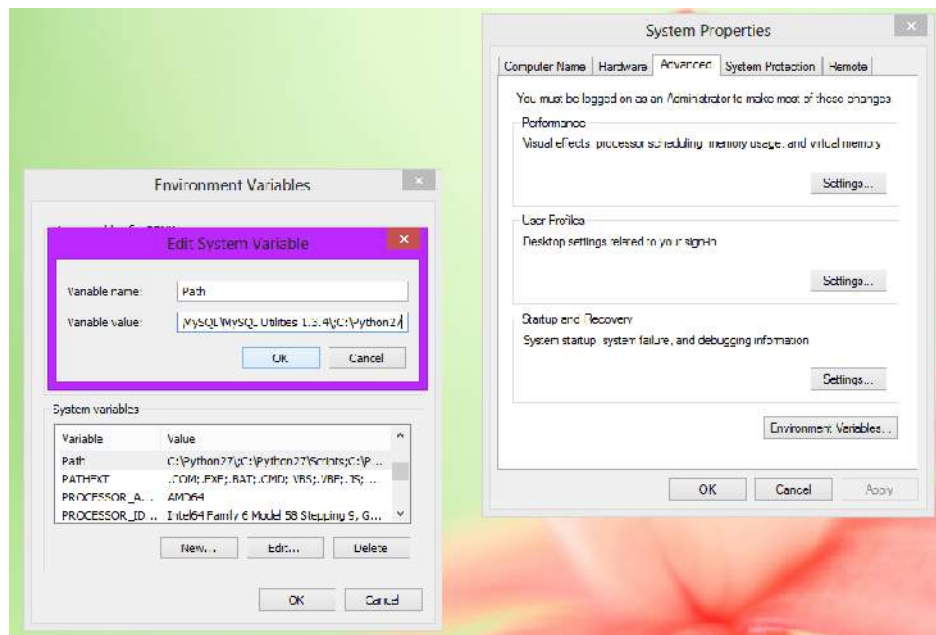 System Properties
Computer Name Hardware Advanced System Protection Remote
You must be logged on as an Administrator to make most of these changes
Performance
Visual effects, processor scheduling, memory usage, and virtual memory
Settings...
User Profiles
Desktop settings related to your sign-in
Settings...
Startup and Recovery
System startup, system failure, and debugging information
Settings...
Environment Variables...
OK Cancel Apply
Environment Variables
Edit System Variable
Variable name: Path
Variable value: MySQL\MySQL Utilities 1.3.4\;C:\Python27
OK Cancel
System variables
Variable Value
Path C:\Python27\;C:\Python27\Scripts;C:\P...
PATHEXT .COM;.EXE;.BAT;.CMD;.VBS;.VBE;.JS;...
PROCESSOR_A... AMD64
PROCESSOR_ID... Intel64 Family 6 Model 58 Stepping 9, G...
New... Edit... Delete
OK Cancel